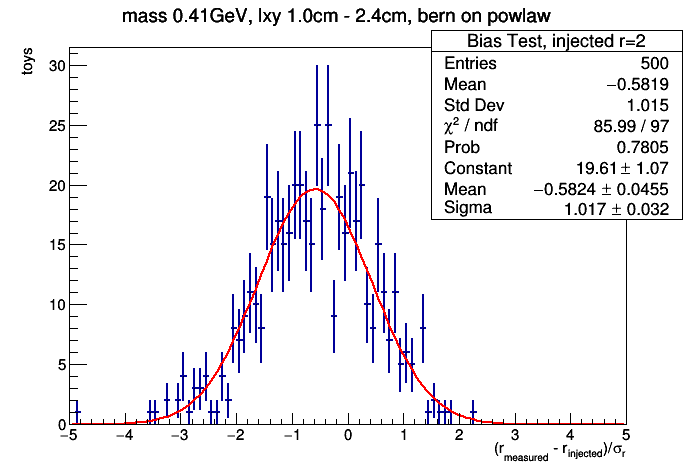 mass 0.41GeV, lxy 1.0cm - 2.4cm, bern on powlaw
Bias Test, injected r=2
Entries 500
Mean −0.5819
Std Dev 1.015
χ² / ndf 85.99 / 97
Prob 0.7805
Constant 19.61 ± 1.07
Mean −0.5824 ± 0.0455
Sigma 1.017 ± 0.032
toys
30
25
20
15
10
5
0
−5 −4 −3 −2 −1 0 1 2 3 4 5
(r_measured - r_injected)/σ_r